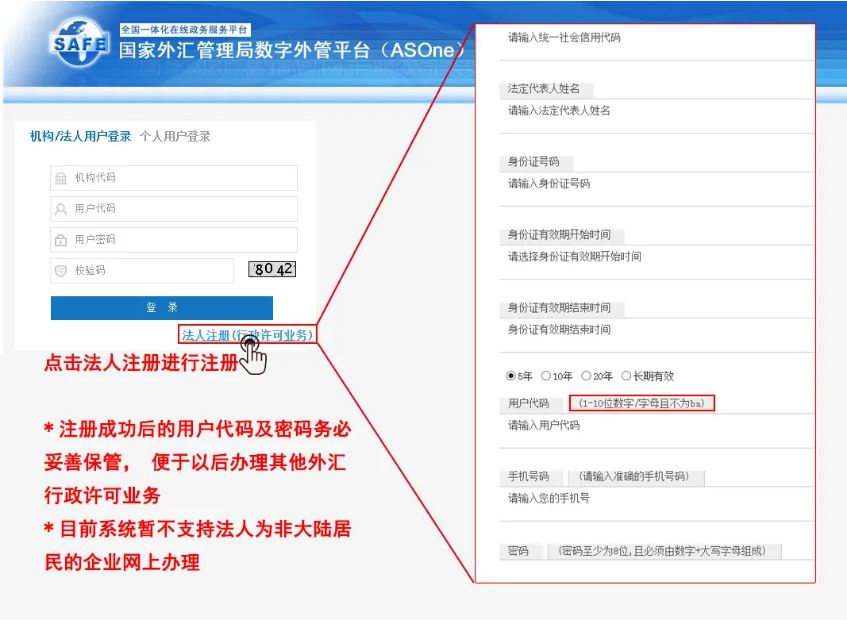 SAFE
全国一体化在线政务服务平台
国家外汇管理局数字外管平台（ASOne）
机构/法人用户登录 个人用户登录
机构代码
用户代码
用户密码
校验码
8042
登 录
法人注册(行政许可业务)
点击法人注册进行注册
*注册成功后的用户代码及密码务必
妥善保管， 便于以后办理其他外汇
行政许可业务
*目前系统暂不支持法人为非大陆居
民的企业网上办理
请输入统一社会信用代码
法定代表人姓名
请输入法定代表人姓名
身份证号码
请输入身份证号码
身份证有效期开始时间
请选择身份证有效期开始时间
身份证有效期结束时间
身份证有效期结束时间
5年 10年 20年 长期有效
用户代码 (1-10位数字/字母且不为ba)
请输入用户代码
手机号码 (请输入准确的手机号码)
请输入您的手机号
密码 (密码至少为8位,且必须由数字+大写字母组成)